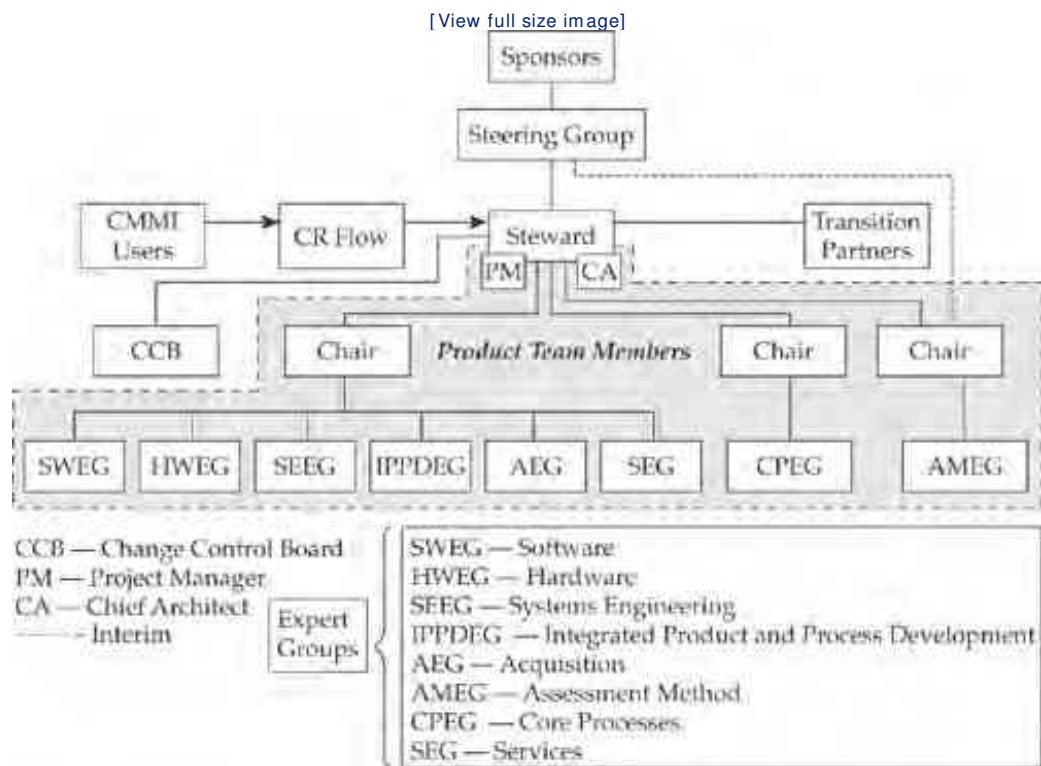 [View full size image]
Sponsors
Steering Group
CMMI
Users
CR Flow
Steward
Transition
Partners
PM
CA
CCB
Chair
Product Team Members
Chair
Chair
SWEG
HWEG
SEEG
IPPDEG
AEG
SEG
CPEG
AMEG
CCB — Change Control Board
PM — Project Manager
CA — Chief Architect
-------- Interim
Expert
Groups
SWEG — Software
HWEG — Hardware
SEEG — Systems Engineering
IPPDEG — Integrated Product and Process Development
AEG — Acquisition
AMEG — Assessment Method
CPEG — Core Processes
SEG — Services